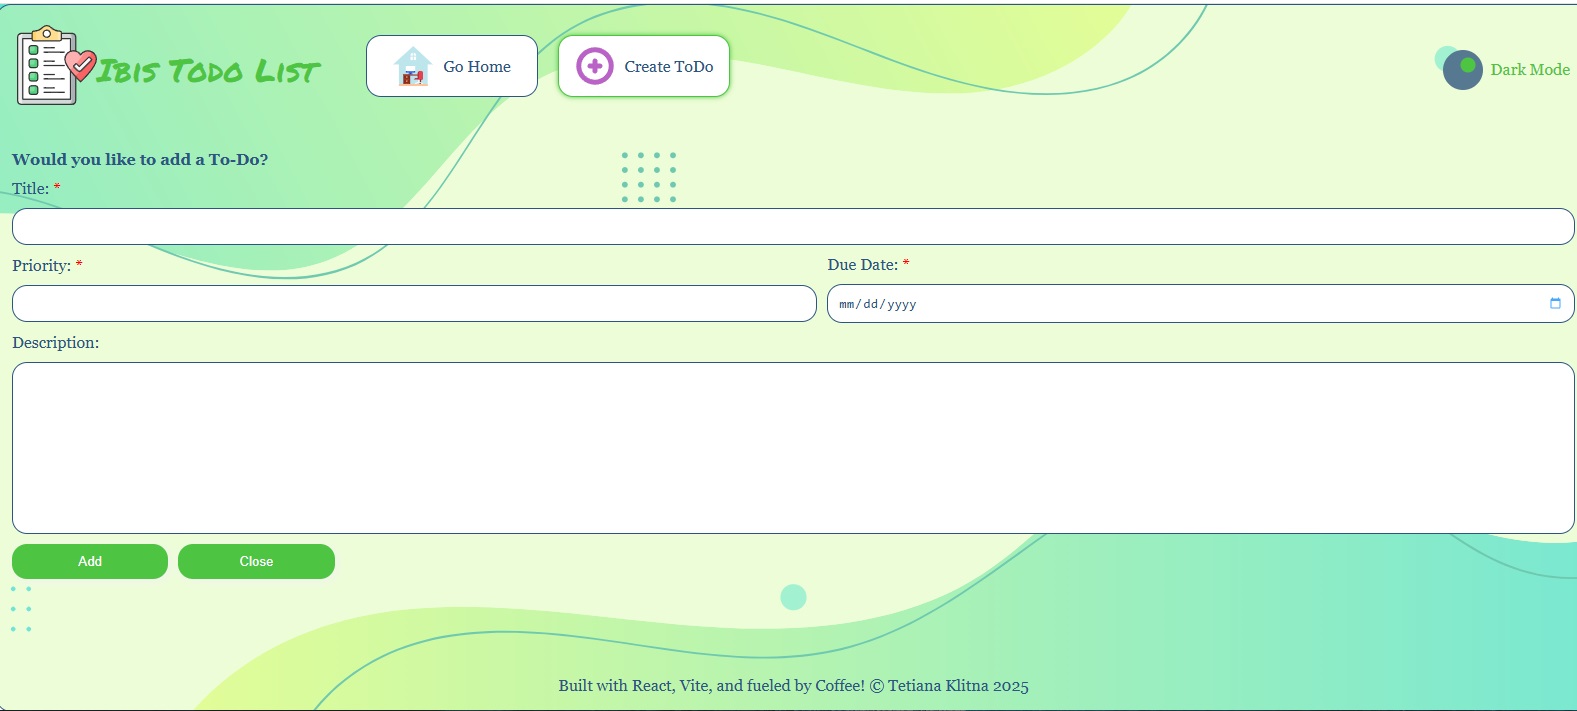 Ibis Todo List
Go Home
Create ToDo
Dark Mode
Would you like to add a To-Do?
Title: *
Priority: *
Due Date: *
mm/dd/yyyy
Description:
Add
Close
Built with React, Vite, and fueled by Coffee! © Tetiana Klitna 2025